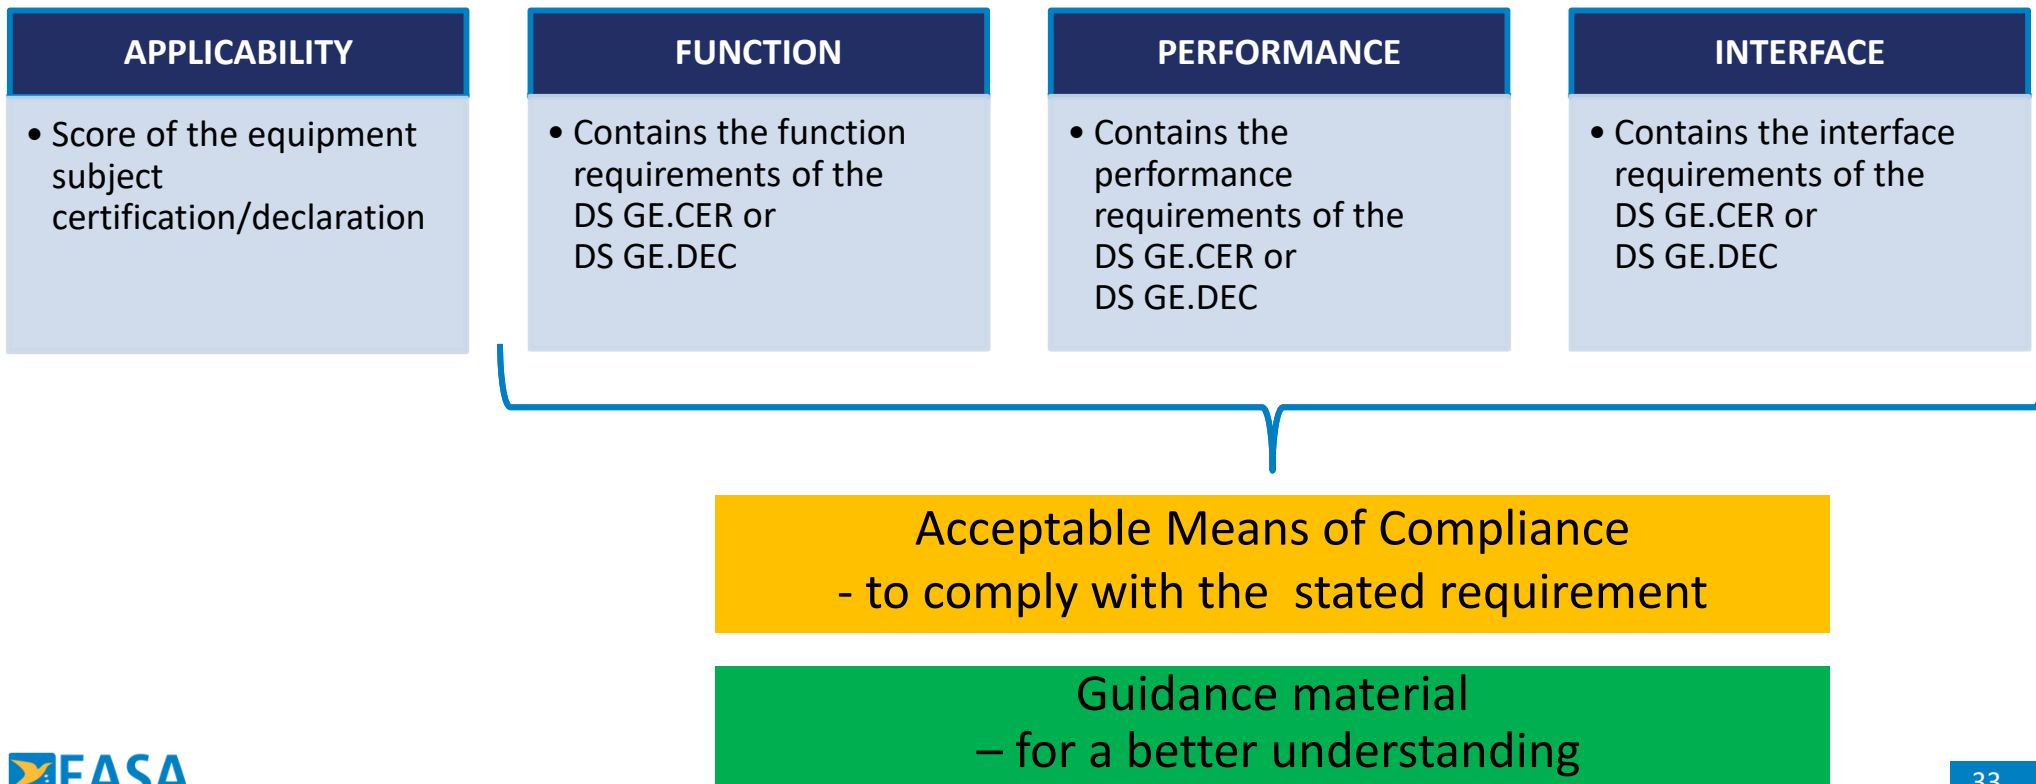 APPLICABILITY
• Score of the equipment
subject
certification/declaration
FUNCTION
• Contains the function
requirements of the
DS GE.CER or
DS GE.DEC
PERFORMANCE
• Contains the
performance
requirements of the
DS GE.CER or
DS GE.DEC
INTERFACE
• Contains the interface
requirements of the
DS GE.CER or
DS GE.DEC
Acceptable Means of Compliance
- to comply with the  stated requirement
Guidance material
– for a better understanding
EASA
33